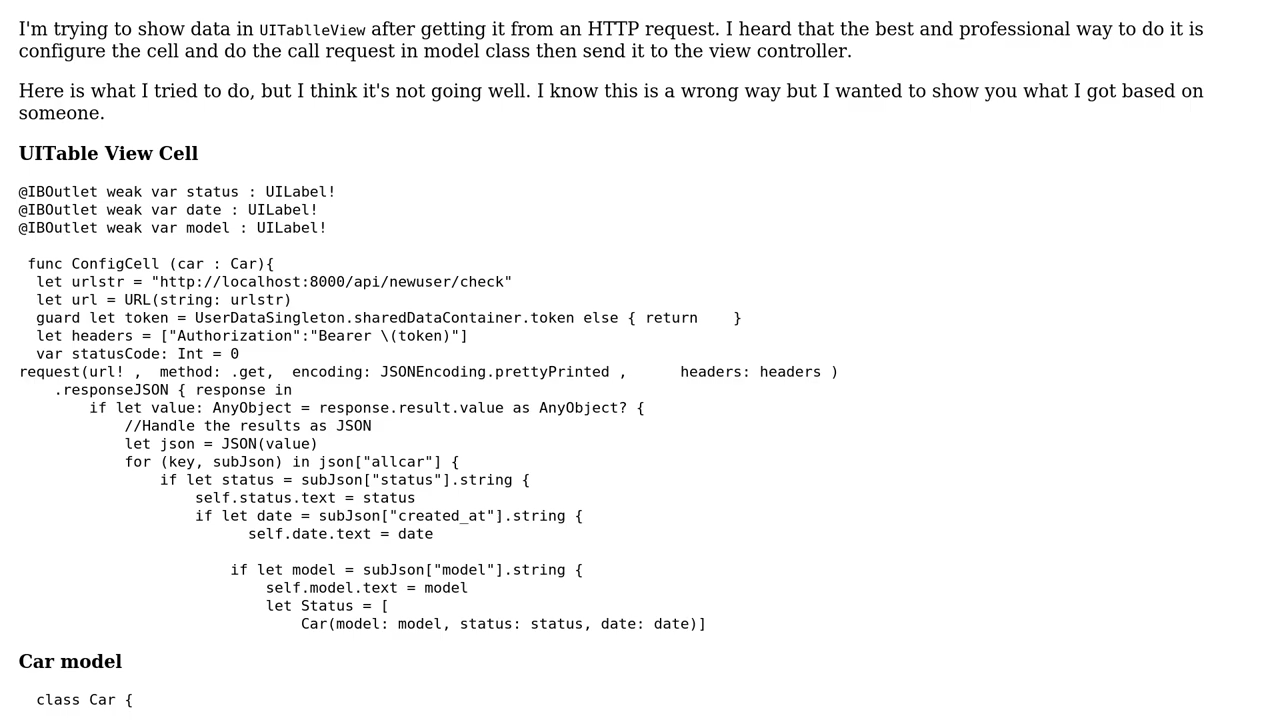 I'm trying to show data in UITablleView after getting it from an HTTP request. I heard that the best and professional way to do it is
configure the cell and do the call request in model class then send it to the view controller.
Here is what I tried to do, but I think it's not going well. I know this is a wrong way but I wanted to show you what I got based on
someone.
UITable View Cell
@IBOutlet weak var status : UILabel!
@IBOutlet weak var date : UILabel!
@IBOutlet weak var model : UILabel!
func ConfigCell (car : Car){
let urlstr = "http://localhost:8000/api/newuser/check"
let url = URL(string: urlstr)
guard let token = UserDataSingleton.sharedDataContainer.token else { return    }
let headers = ["Authorization":"Bearer \(token)"]
var statusCode: Int = 0
request(url! ,  method: .get,  encoding: JSONEncoding.prettyPrinted ,      headers: headers )
.responseJSON { response in
if let value: AnyObject = response.result.value as AnyObject? {
//Handle the results as JSON
let json = JSON(value)
for (key, subJson) in json["allcar"] {
if let status = subJson["status"].string {
self.status.text = status
if let date = subJson["created_at"].string {
self.date.text = date
if let model = subJson["model"].string {
self.model.text = model
let Status = [
Car(model: model, status: status, date: date)]
Car model
class Car {